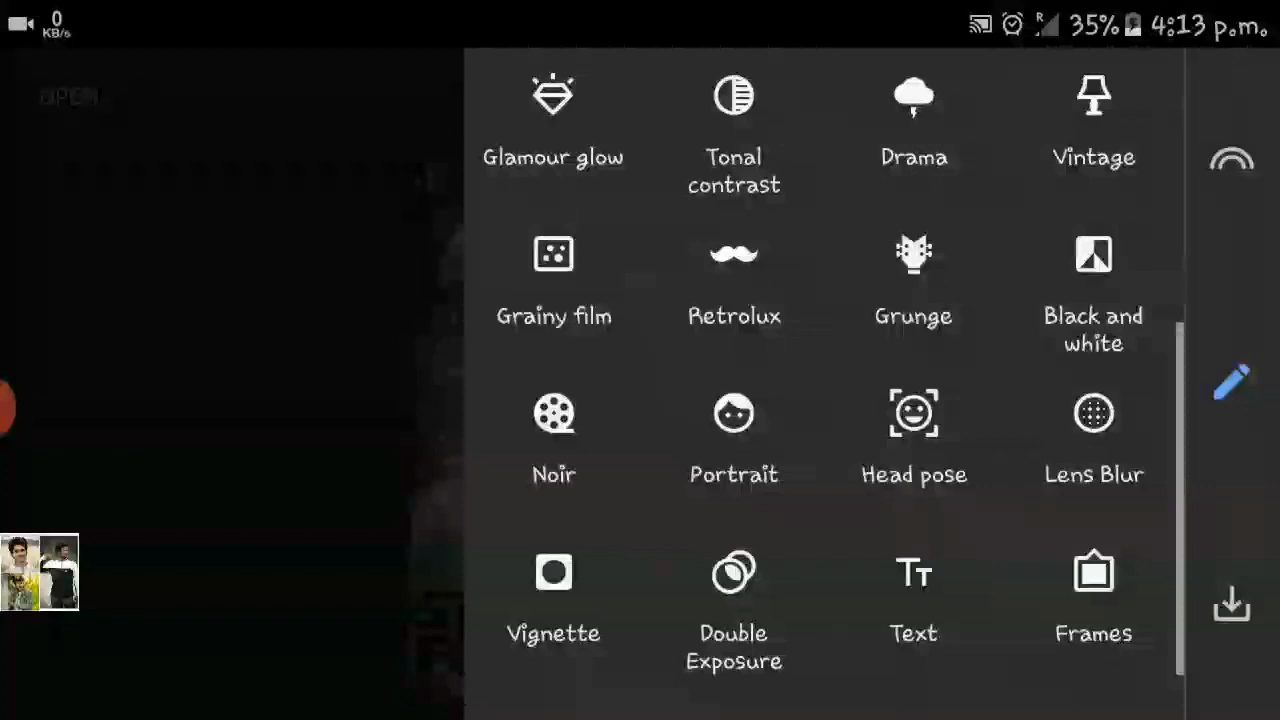 0
KB/s
R
35%
4:13 p.m.
OPEN
Glamour glow
Tonal
contrast
Drama
Vintage
Grainy film
Retrolux
Grunge
Black and
white
Noir
Portrait
Head pose
Lens Blur
Vignette
Double
Exposure
Text
Frames